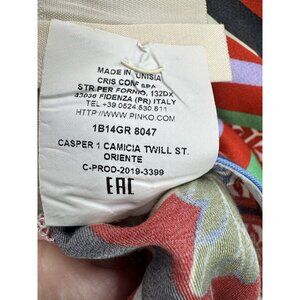 MADE IN TUNISIA
CRIS CONF SPA
STR.PER FORNIO, 132DX
43036 FIDENZA (PR) ITALY
TEL.+39.0524.530.811
HTTP://WWW.PINKO.COM
1B14GR 8047
CASPER 1 CAMICIA TWILL ST.
ORIENTE
C-PROD-2019-3399
EAC